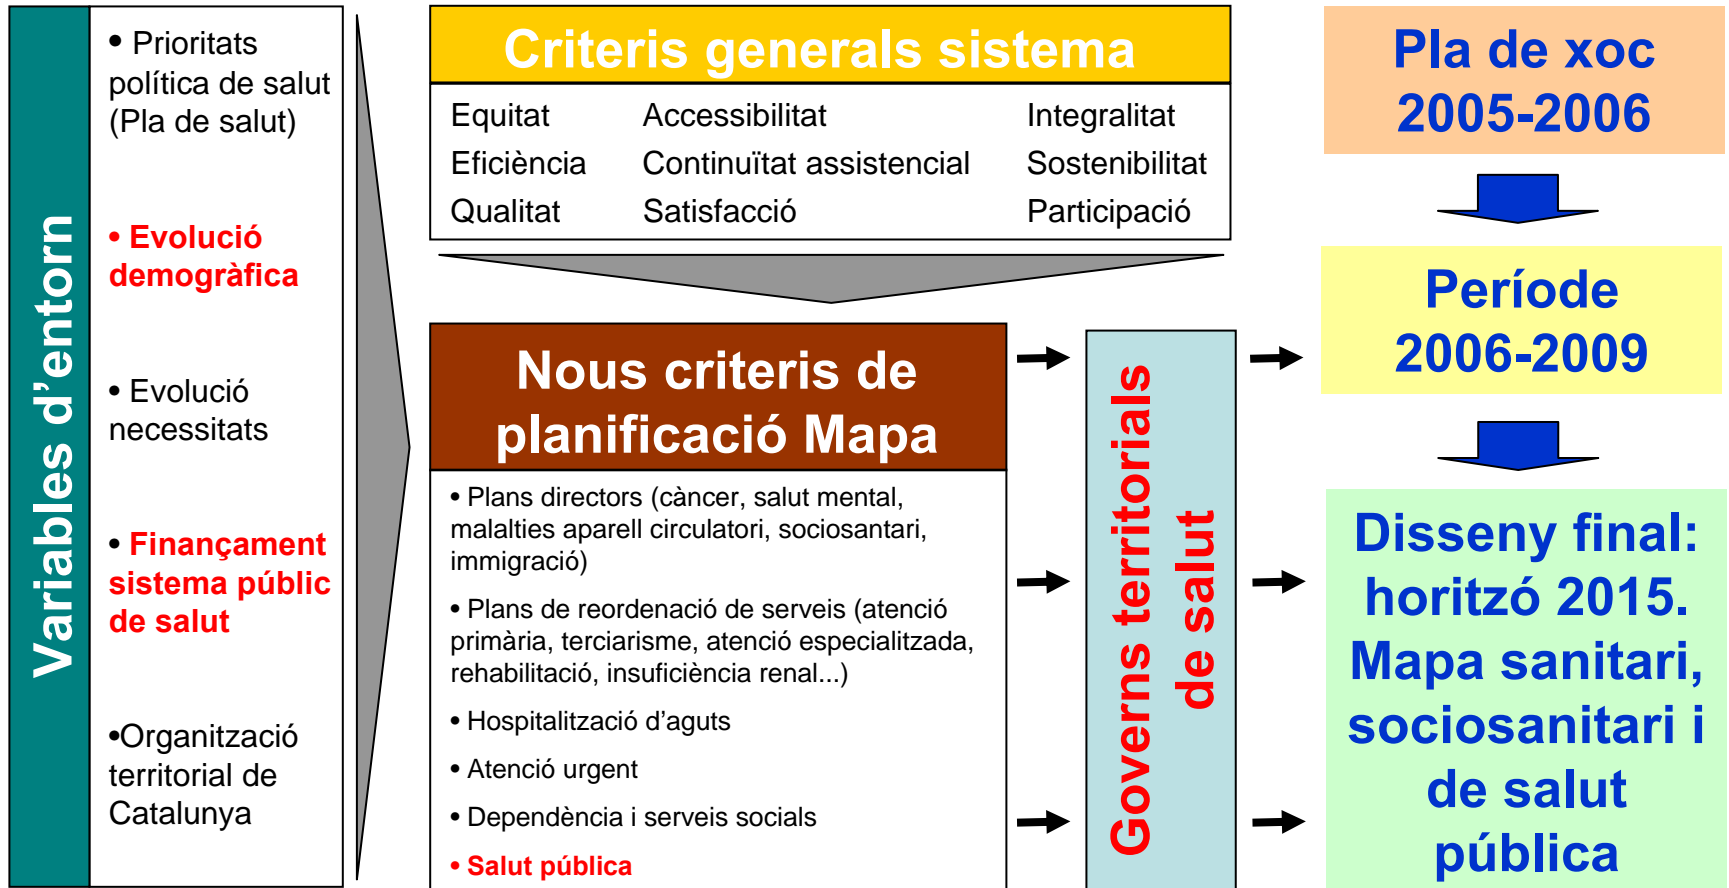 Variables d'entorn
• Prioritats
política de salut
(Pla de salut)
• Evolució
demogràfica
• Evolució
necessitats
• Finançament
sistema públic
de salut
•Organització
territorial de
Catalunya
Criteris generals sistema
Equitat Accessibilitat Integralitat
Eficiència Continuïtat assistencial Sostenibilitat
Qualitat Satisfacció Participació
Nous criteris de
planificació Mapa
• Plans directors (càncer, salut mental,
malalties aparell circulatori, sociosantari,
immigració)
• Plans de reordenació de serveis (atenció
primària, terciarisme, atenció especialitzada,
rehabilitació, insuficiència renal...)
• Hospitalització d'aguts
• Atenció urgent
• Dependència i serveis socials
• Salut pública
Governs territorials
de salut
Pla de xoc
2005-2006
Període
2006-2009
Disseny final:
horitzó 2015.
Mapa sanitari,
sociosanitari i
de salut
pública